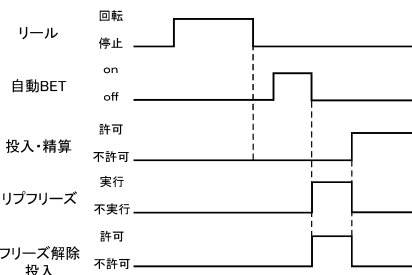 リール
回転
停止
自動BET
on
off
投入・精算
許可
不許可
リプフリーズ
実行
不実行
フリーズ解除
投入
許可
不許可